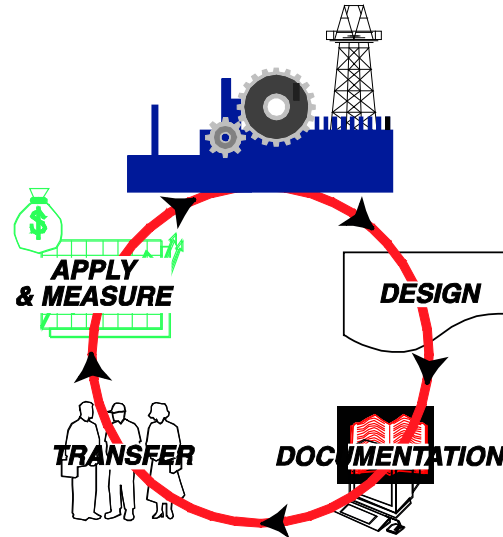 $
APPLY
& MEASURE
DESIGN
TRANSFER
DOCUMENTATION